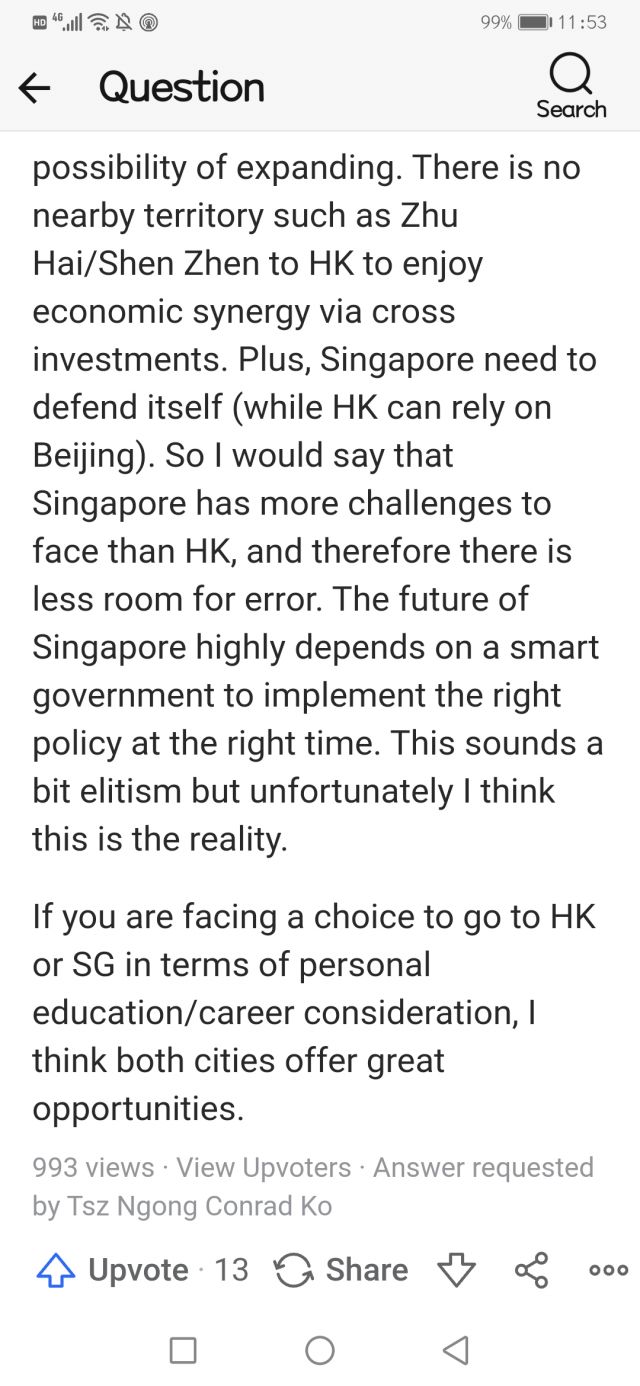 HD 4G 99% 11:53
Question
Search
possibility of expanding. There is no
nearby territory such as Zhu
Hai/Shen Zhen to HK to enjoy
economic synergy via cross
investments. Plus, Singapore need to
defend itself (while HK can rely on
Beijing). So I would say that
Singapore has more challenges to
face than HK, and therefore there is
less room for error. The future of
Singapore highly depends on a smart
government to implement the right
policy at the right time. This sounds a
bit elitism but unfortunately I think
this is the reality.
If you are facing a choice to go to HK
or SG in terms of personal
education/career consideration, I
think both cities offer great
opportunities.
993 views · View Upvoters · Answer requested
by Tsz Ngong Conrad Ko
Upvote · 13 Share